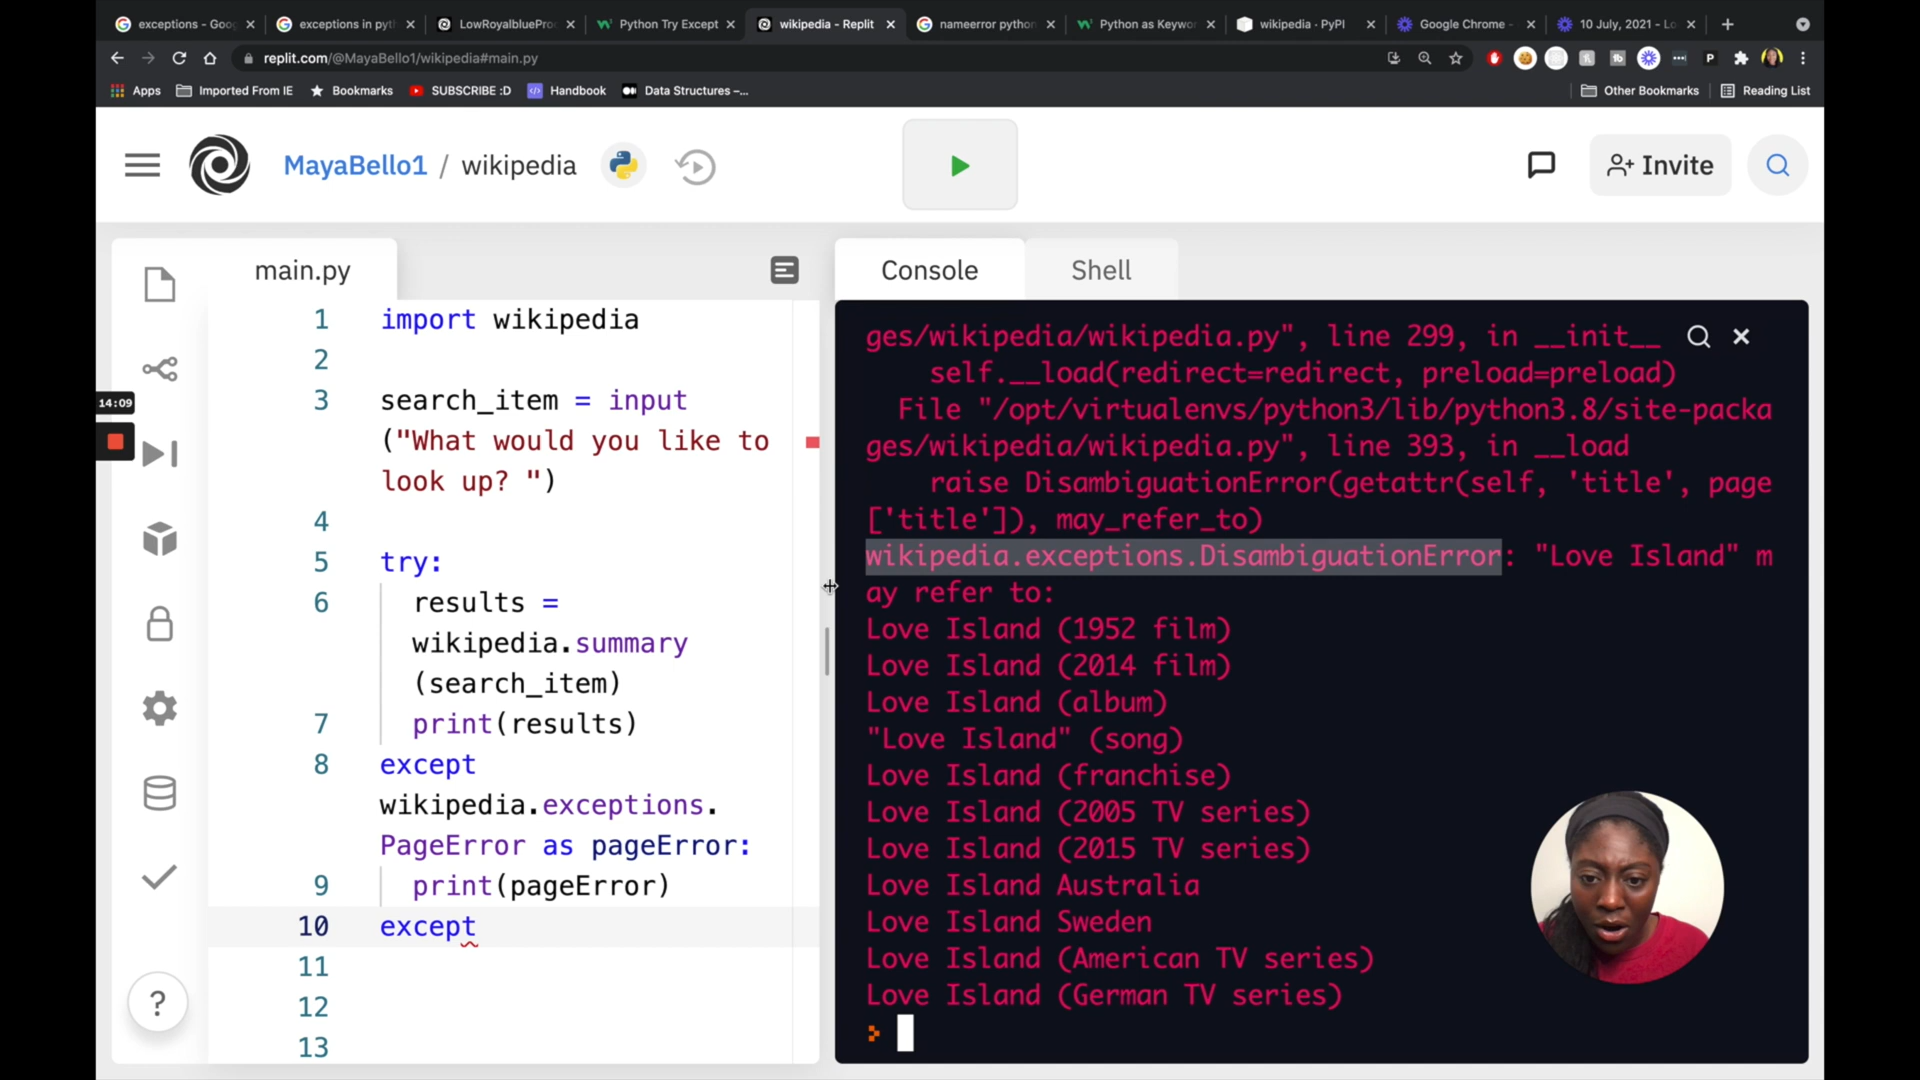 exceptions - Goo
exceptions in pyth
LowRoyalblueProc
Python Try Except
wikipedia - Replit
nameerror python
Python as Keywor
wikipedia · PyPI
Google Chrome -
10 July, 2021 - Lo
replit.com/@MayaBello1/wikipedia#main.py
Apps
Imported From IE
Bookmarks
SUBSCRIBE :D
Handbook
Data Structures –...
Other Bookmarks
Reading List
MayaBello1 / wikipedia
Invite
main.py
1 import wikipedia
2
3 search_item = input
("What would you like to
look up? ")
4
5 try:
6 results =
wikipedia.summary
(search_item)
7 print(results)
8 except
wikipedia.exceptions.
PageError as pageError:
9 print(pageError)
10 except
11
12
13
14:09
?
Console
Shell
ges/wikipedia/wikipedia.py", line 299, in __init__
self.__load(redirect=redirect, preload=preload)
File "/opt/virtualenvs/python3/lib/python3.8/site-packa
ges/wikipedia/wikipedia.py", line 393, in __load
raise DisambiguationError(getattr(self, 'title', page
['title']), may_refer_to)
wikipedia.exceptions.DisambiguationError: "Love Island" m
ay refer to:
Love Island (1952 film)
Love Island (2014 film)
Love Island (album)
"Love Island" (song)
Love Island (franchise)
Love Island (2005 TV series)
Love Island (2015 TV series)
Love Island Australia
Love Island Sweden
Love Island (American TV series)
Love Island (German TV series)